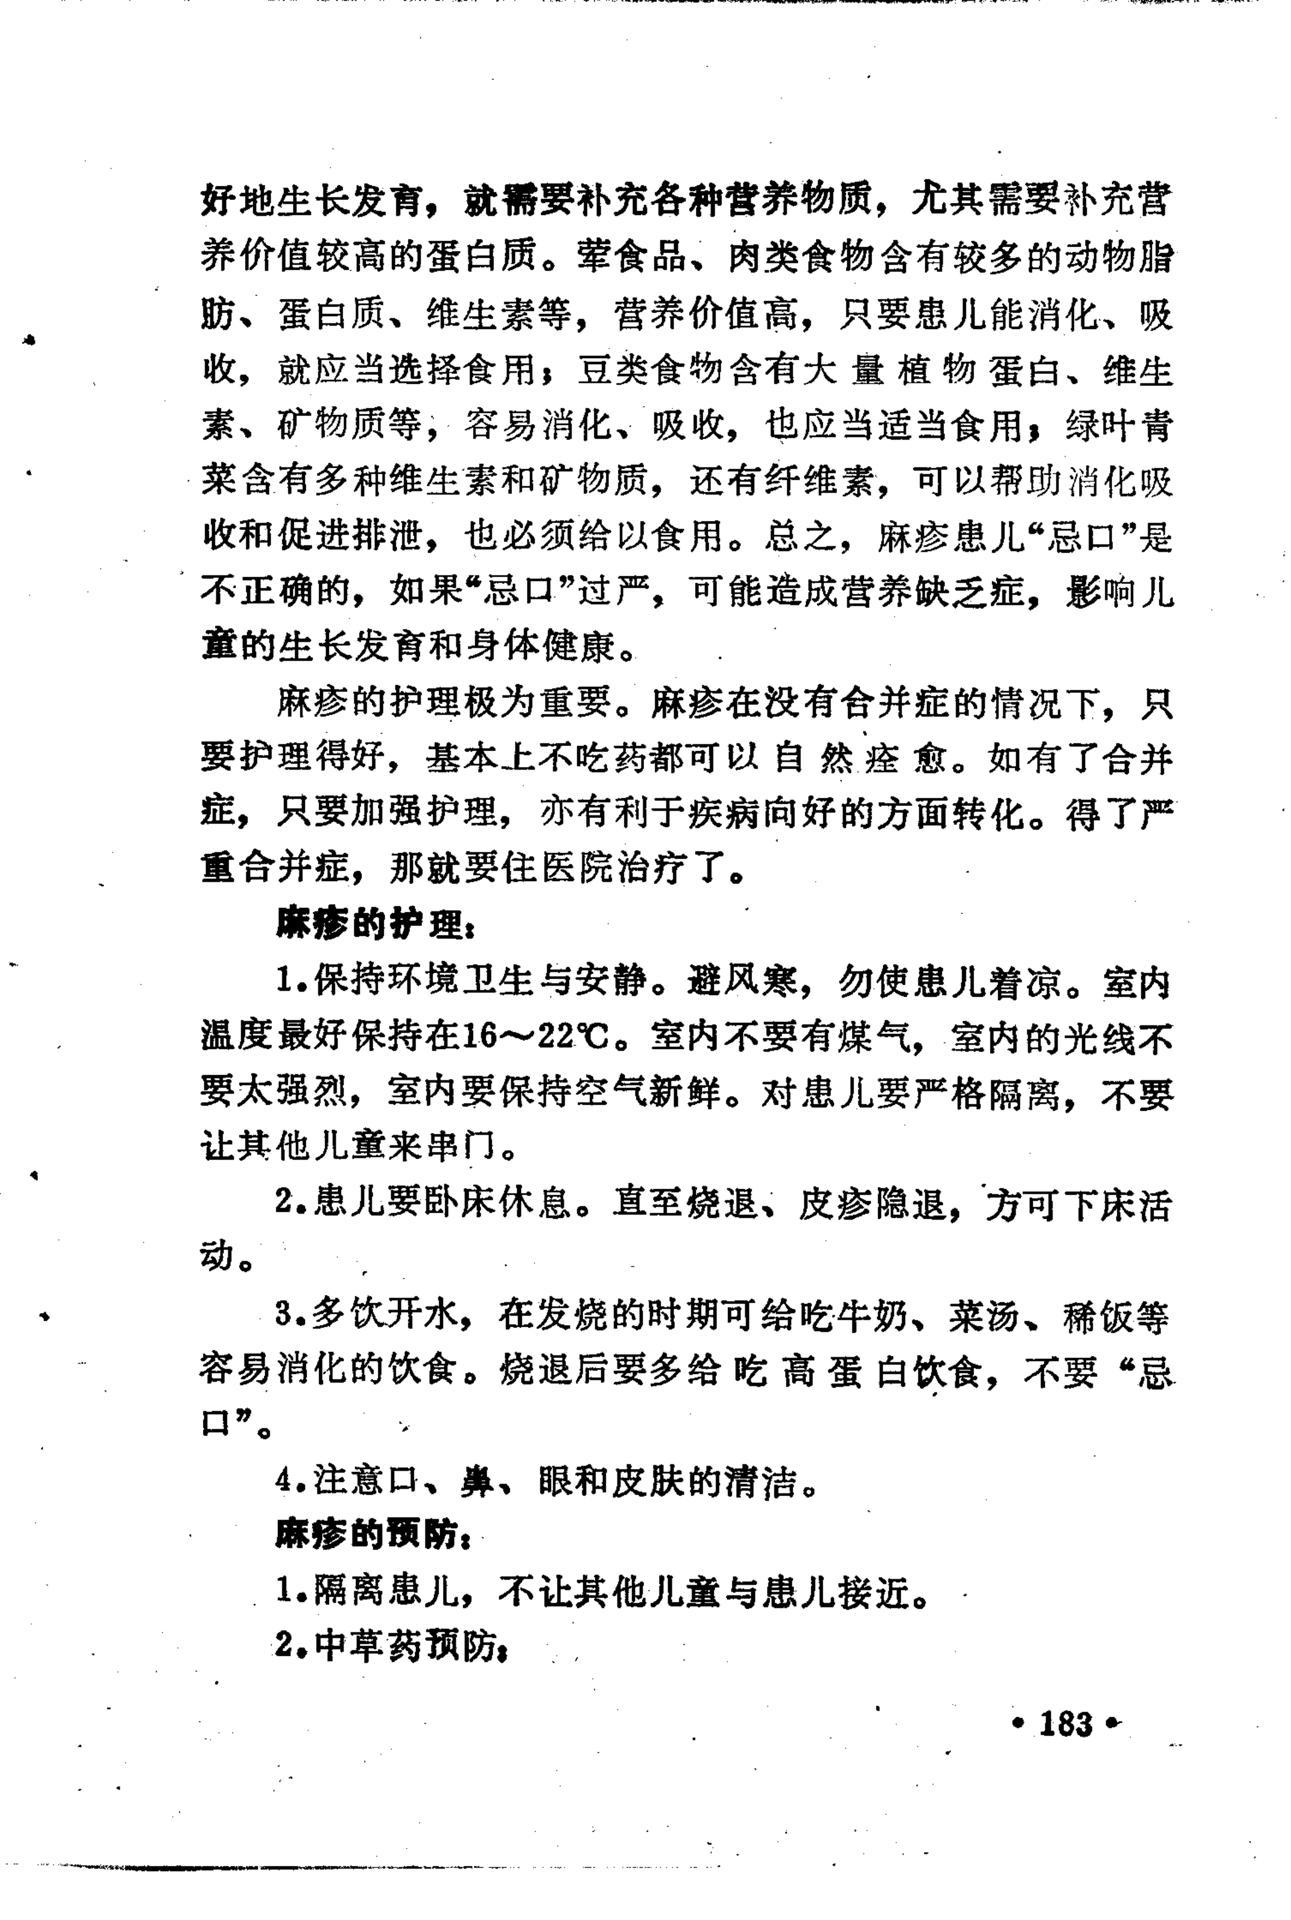 好地生长发育，就需要补充各种营养物质，尤其需要补充营
养价值较高的蛋白质。荤食品、肉类食物含有较多的动物脂
肪、蛋白质、维生素等，营养价值高，只要患儿能消化、吸
收，就应当选择食用；豆类食物含有大量植物蛋白、维生
素、矿物质等，容易消化、吸收，也应当适当食用；绿叶青
菜含有多种维生素和矿物质，还有纤维素，可以帮助消化吸
收和促进排泄，也必须给以食用。总之，麻疹患儿“忌口”是
不正确的，如果“忌口”过严，可能造成营养缺乏症，影响儿
童的生长发育和身体健康。
麻疹的护理极为重要。麻疹在没有合并症的情况下，只
要护理得好，基本上不吃药都可以自然痊愈。如有了合并
症，只要加强护理，亦有利于疾病向好的方面转化。得了严
重合并症，那就要住医院治疗了。
麻疹的护理：
1.保持环境卫生与安静。避风寒，勿使患儿着凉。室内
温度最好保持在16～22℃。室内不要有煤气，室内的光线不
要太强烈，室内要保持空气新鲜。对患儿要严格隔离，不要
让其他儿童来串门。
2.患儿要卧床休息。直至烧退、皮疹隐退，方可下床活
动。
3.多饮开水，在发烧的时期可给吃牛奶、菜汤、稀饭等
容易消化的饮食。烧退后要多给吃高蛋白饮食，不要“忌
口”。
4.注意口、鼻、眼和皮肤的清洁。
麻疹的预防：
1.隔离患儿，不让其他儿童与患儿接近。
2.中草药预防：
•183•